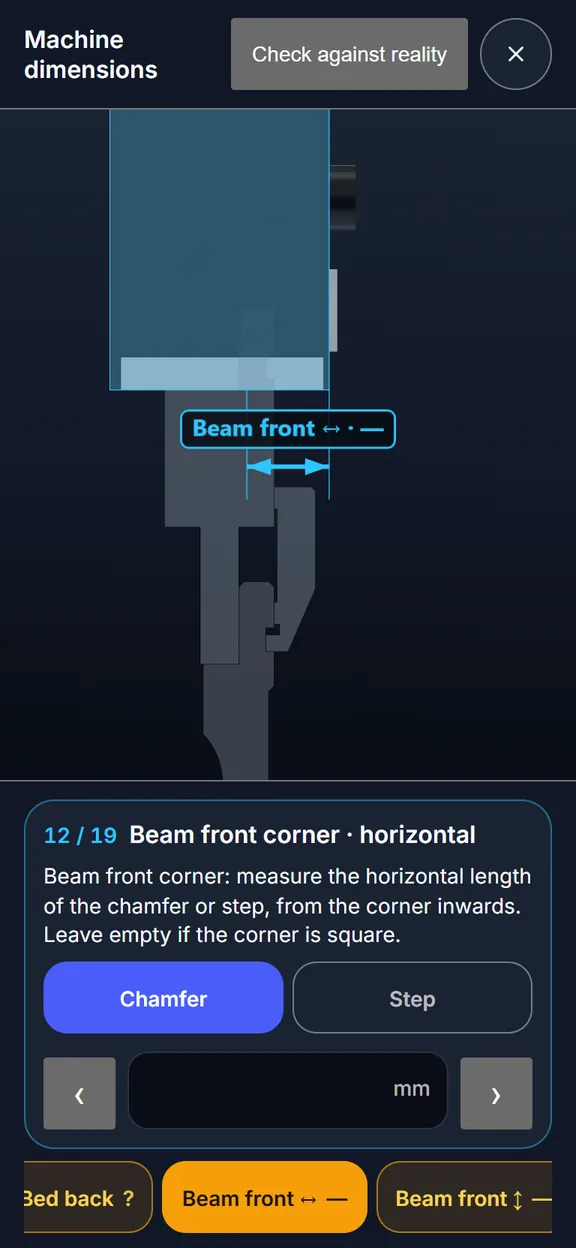 Machine
dimensions
Check against reality
×
Beam front ↔ · —
12 / 19 Beam front corner · horizontal
Beam front corner: measure the horizontal length
of the chamfer or step, from the corner inwards.
Leave empty if the corner is square.
Chamfer
Step
‹
mm
›
Bed back ?
Beam front ↔ —
Beam front ↕ —